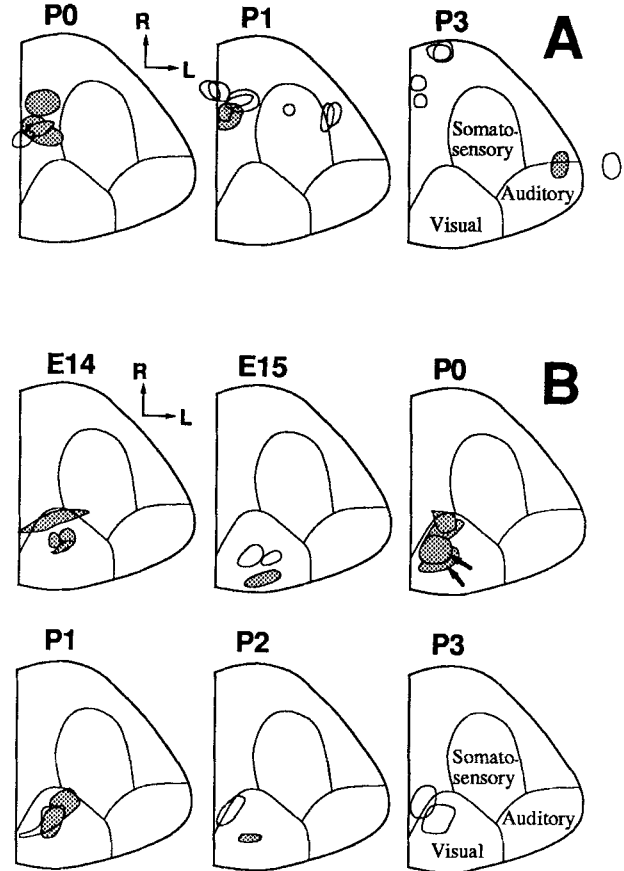 P0 P1 P3 A
R
L
Somato-
sensory
Auditory
Visual
E14 E15 P0 B
R
L
P1 P2 P3
Somato-
sensory
Auditory
Visual